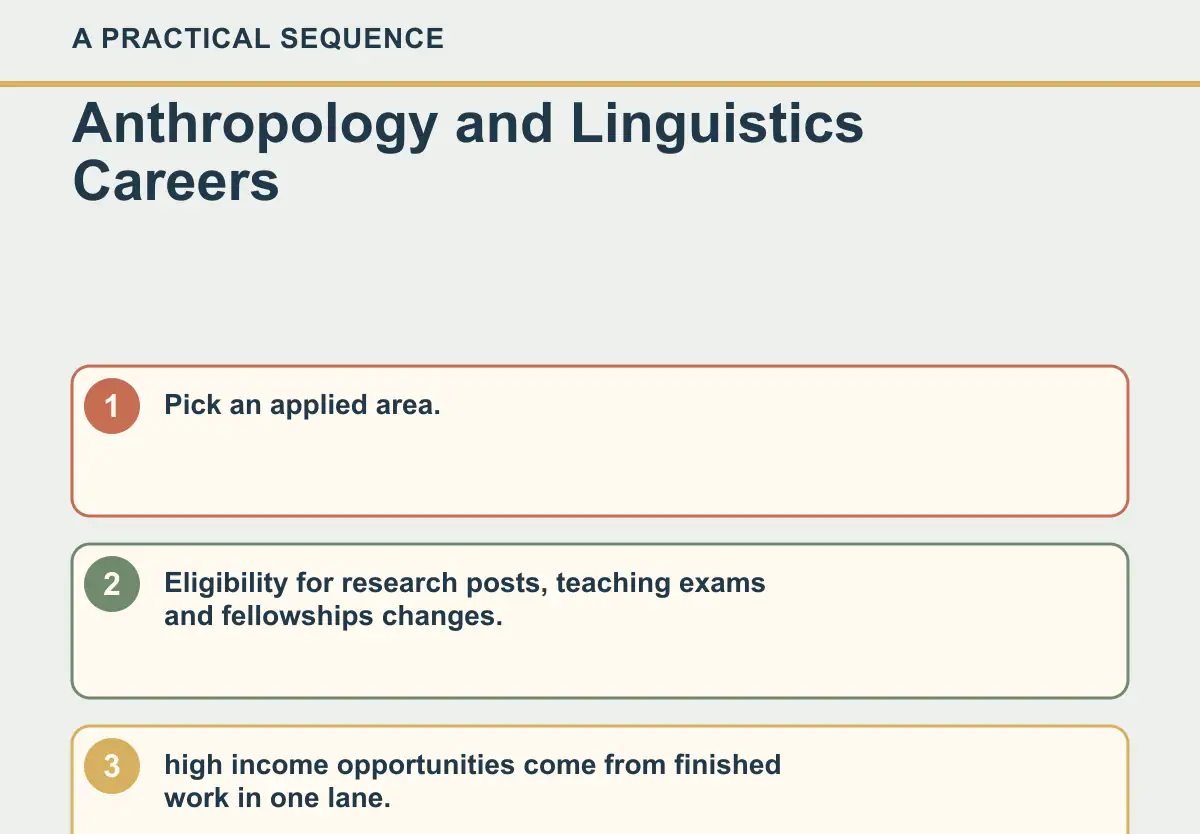 A PRACTICAL SEQUENCE
Anthropology and Linguistics
Careers
1
Pick an applied area.
2
Eligibility for research posts, teaching exams
and fellowships changes.
3
high income opportunities come from finished
work in one lane.